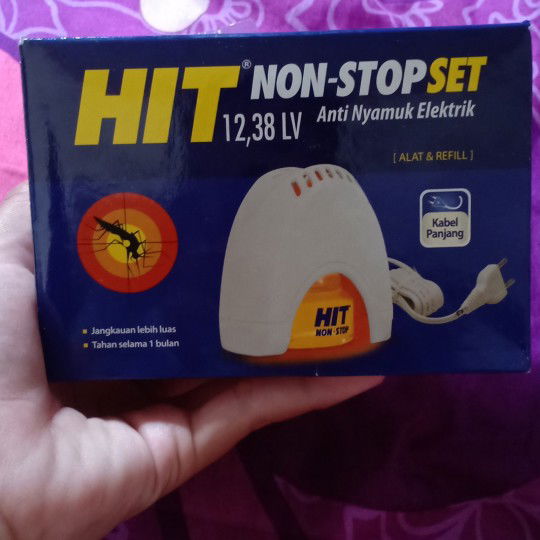 HIT® NON-STOP SET
12,38 LV Anti Nyamuk Elektrik
[ ALAT & REFILL ]
Kabel
Panjang
HIT
NON-STOP
Jangkauan lebih luas
Tahan selama 1 bulan